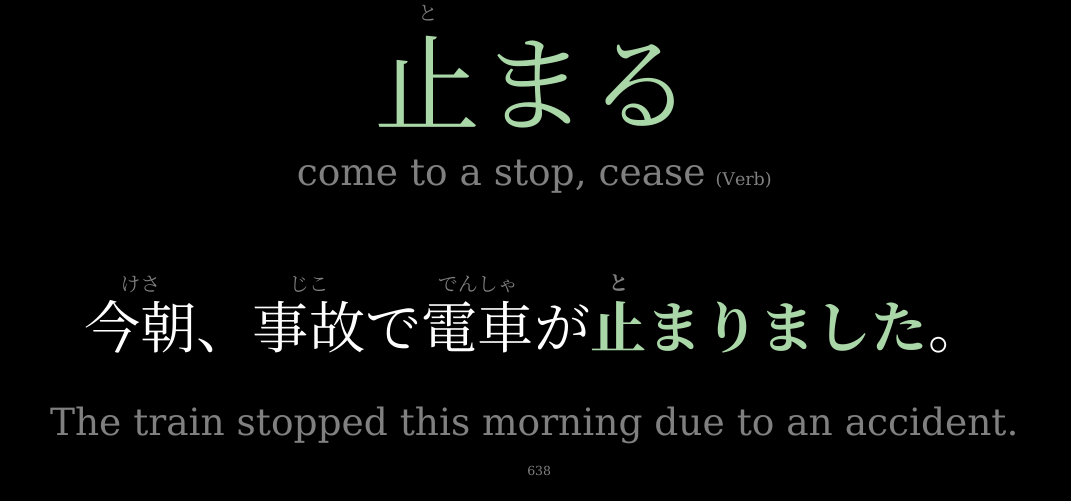 と
止まる
come to a stop, cease (Verb)
けさ じこ でんしゃ と
今朝、事故で電車が止まりました。
The train stopped this morning due to an accident.
638